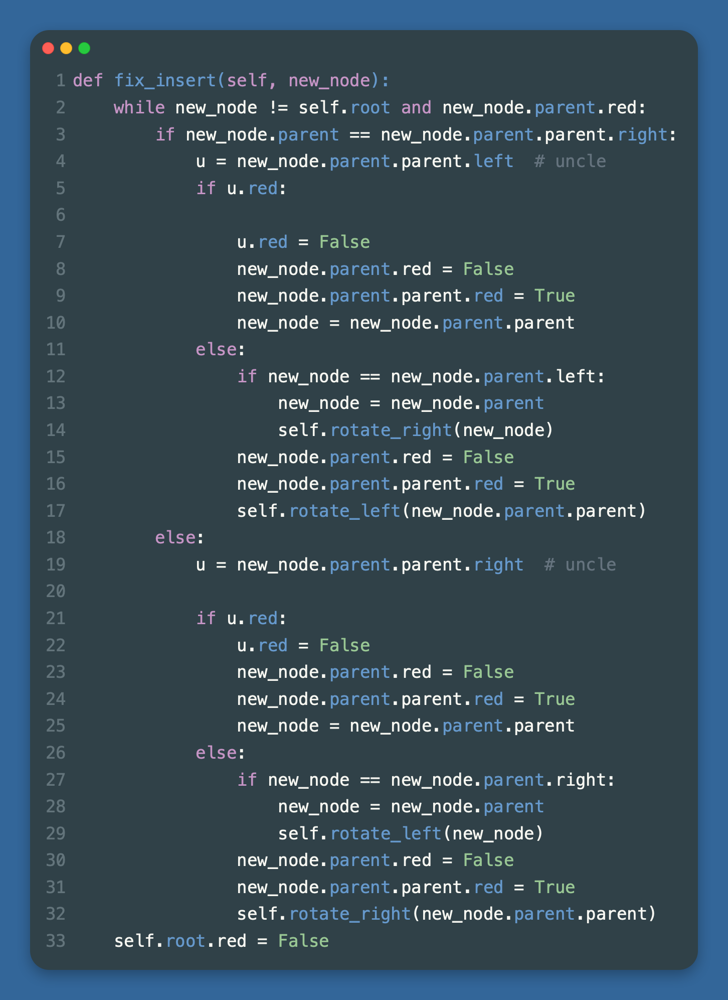 1 def fix_insert(self, new_node):
2     while new_node != self.root and new_node.parent.red:
3         if new_node.parent == new_node.parent.parent.right:
4             u = new_node.parent.parent.left  # uncle
5             if u.red:
6
7                 u.red = False
8                 new_node.parent.red = False
9                 new_node.parent.parent.red = True
10                 new_node = new_node.parent.parent
11             else:
12                 if new_node == new_node.parent.left:
13                     new_node = new_node.parent
14                     self.rotate_right(new_node)
15                 new_node.parent.red = False
16                 new_node.parent.parent.red = True
17                 self.rotate_left(new_node.parent.parent)
18         else:
19             u = new_node.parent.parent.right  # uncle
20
21             if u.red:
22                 u.red = False
23                 new_node.parent.red = False
24                 new_node.parent.parent.red = True
25                 new_node = new_node.parent.parent
26             else:
27                 if new_node == new_node.parent.right:
28                     new_node = new_node.parent
29                     self.rotate_left(new_node)
30                 new_node.parent.red = False
31                 new_node.parent.parent.red = True
32                 self.rotate_right(new_node.parent.parent)
33     self.root.red = False